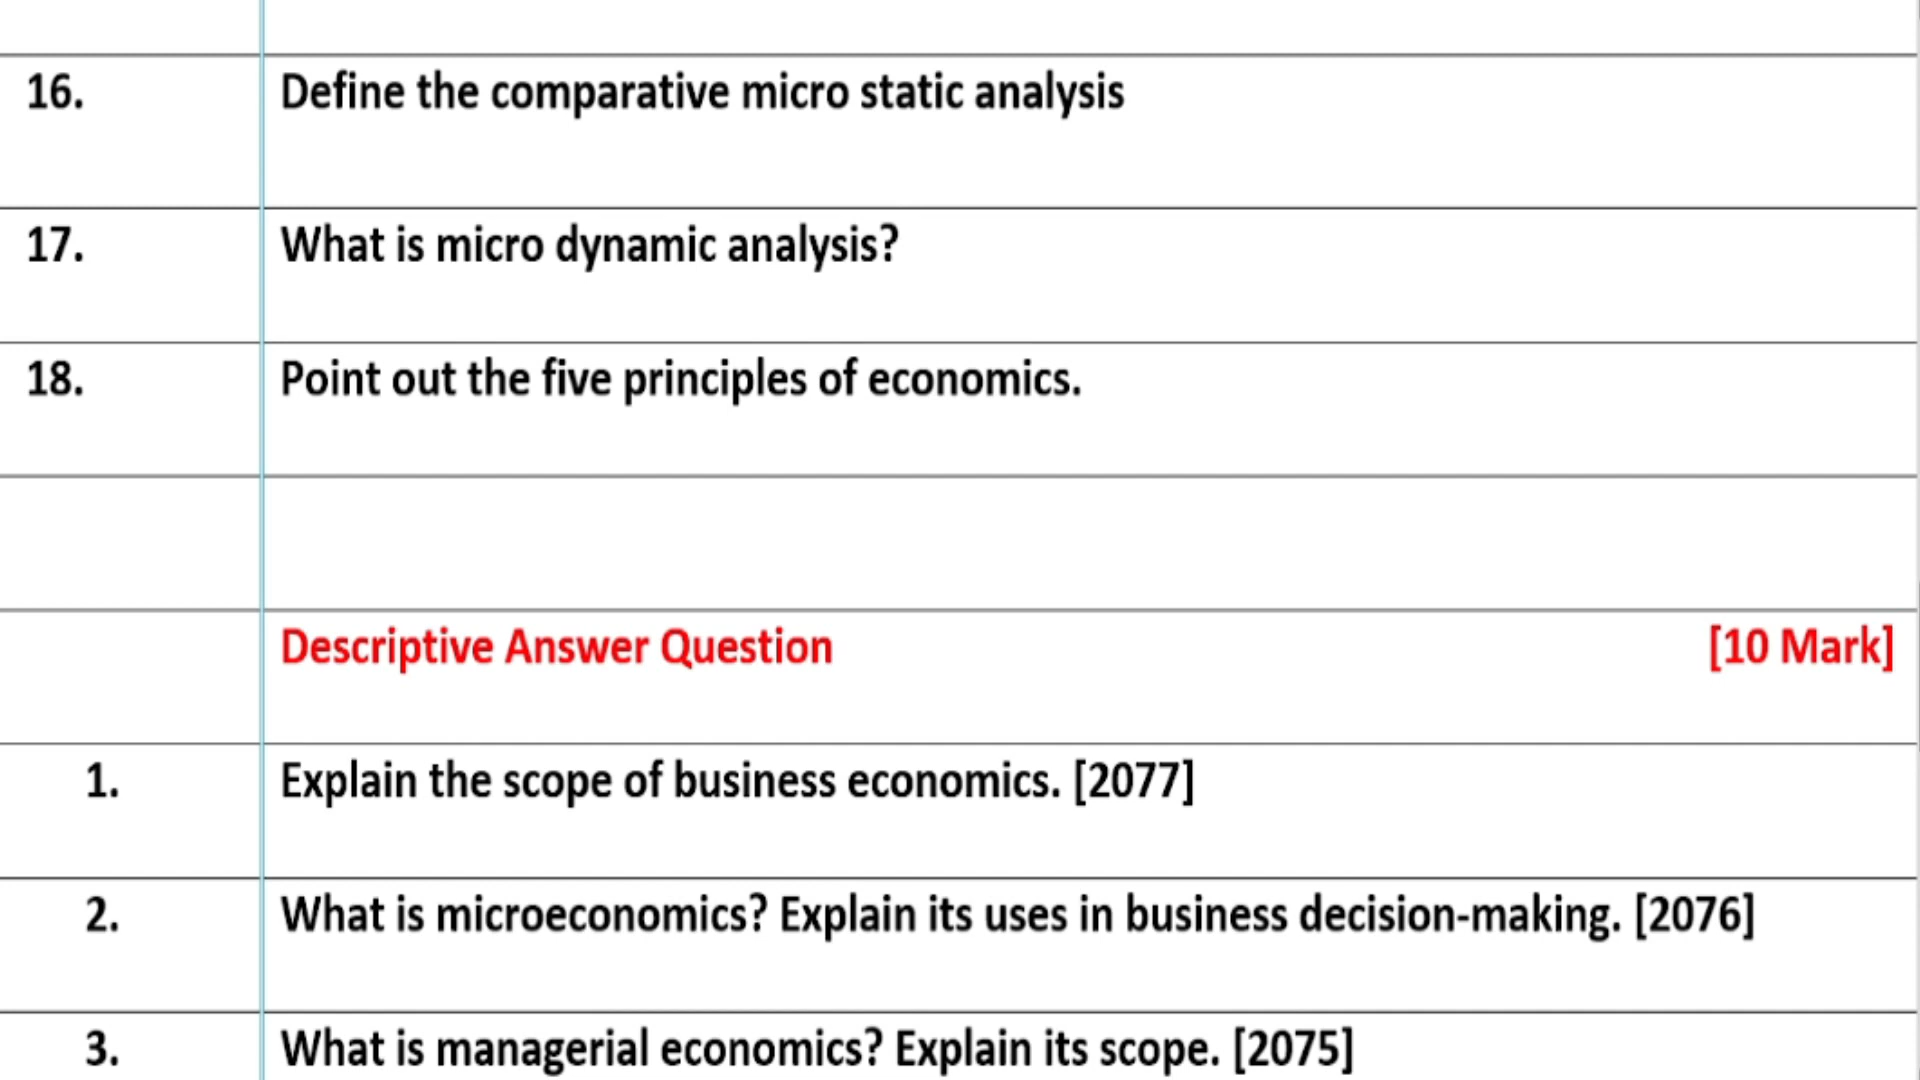 16. Define the comparative micro static analysis
17. What is micro dynamic analysis?
18. Point out the five principles of economics.
Descriptive Answer Question [10 Mark]
1. Explain the scope of business economics. [2077]
2. What is microeconomics? Explain its uses in business decision-making. [2076]
3. What is managerial economics? Explain its scope. [2075]